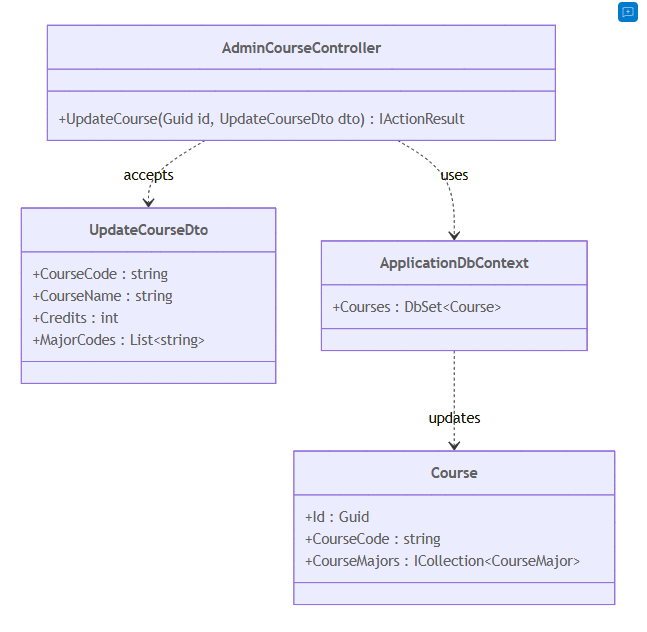 AdminCourseController
+UpdateCourse(Guid id, UpdateCourseDto dto) : IActionResult
accepts
uses
UpdateCourseDto
+CourseCode : string
+CourseName : string
+Credits : int
+MajorCodes : List<string>
ApplicationDbContext
+Courses : DbSet<Course>
updates
Course
+Id : Guid
+CourseCode : string
+CourseMajors : ICollection<CourseMajor>